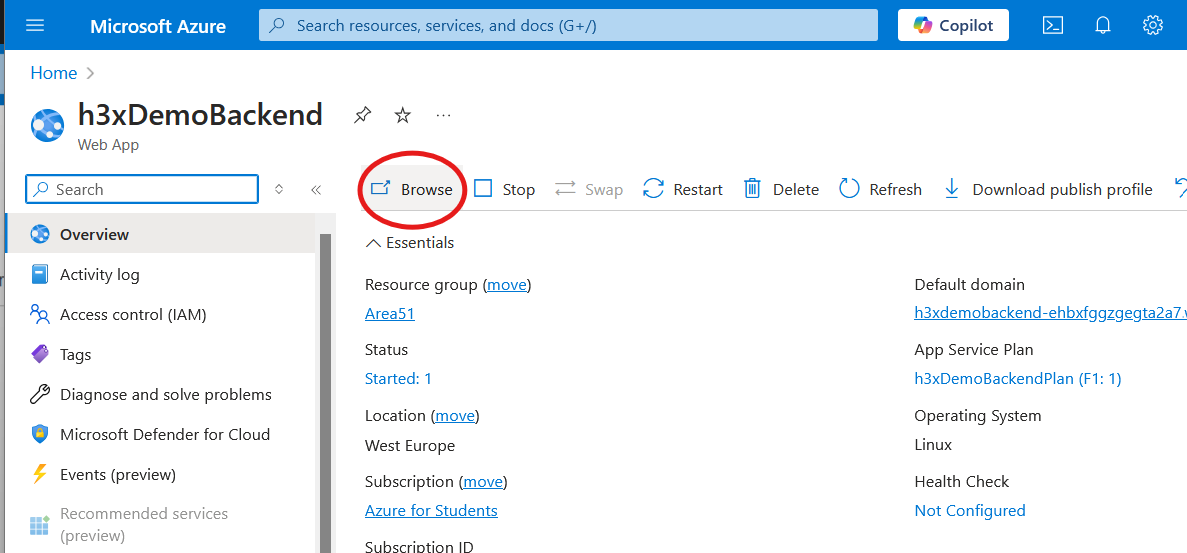 Microsoft Azure
Search resources, services, and docs (G+/)
Copilot
Home
h3xDemoBackend
Web App
Search
Browse
Stop
Swap
Restart
Delete
Refresh
Download publish profile
Overview
Activity log
Access control (IAM)
Tags
Diagnose and solve problems
Microsoft Defender for Cloud
Events (preview)
Recommended services
(preview)
Essentials
Resource group (move)
Area51
Status
Started: 1
Location (move)
West Europe
Subscription (move)
Azure for Students
Subscription ID
Default domain
h3xdemobackend-ehbxfggzgegta2a7.w
App Service Plan
h3xDemoBackendPlan (F1: 1)
Operating System
Linux
Health Check
Not Configured